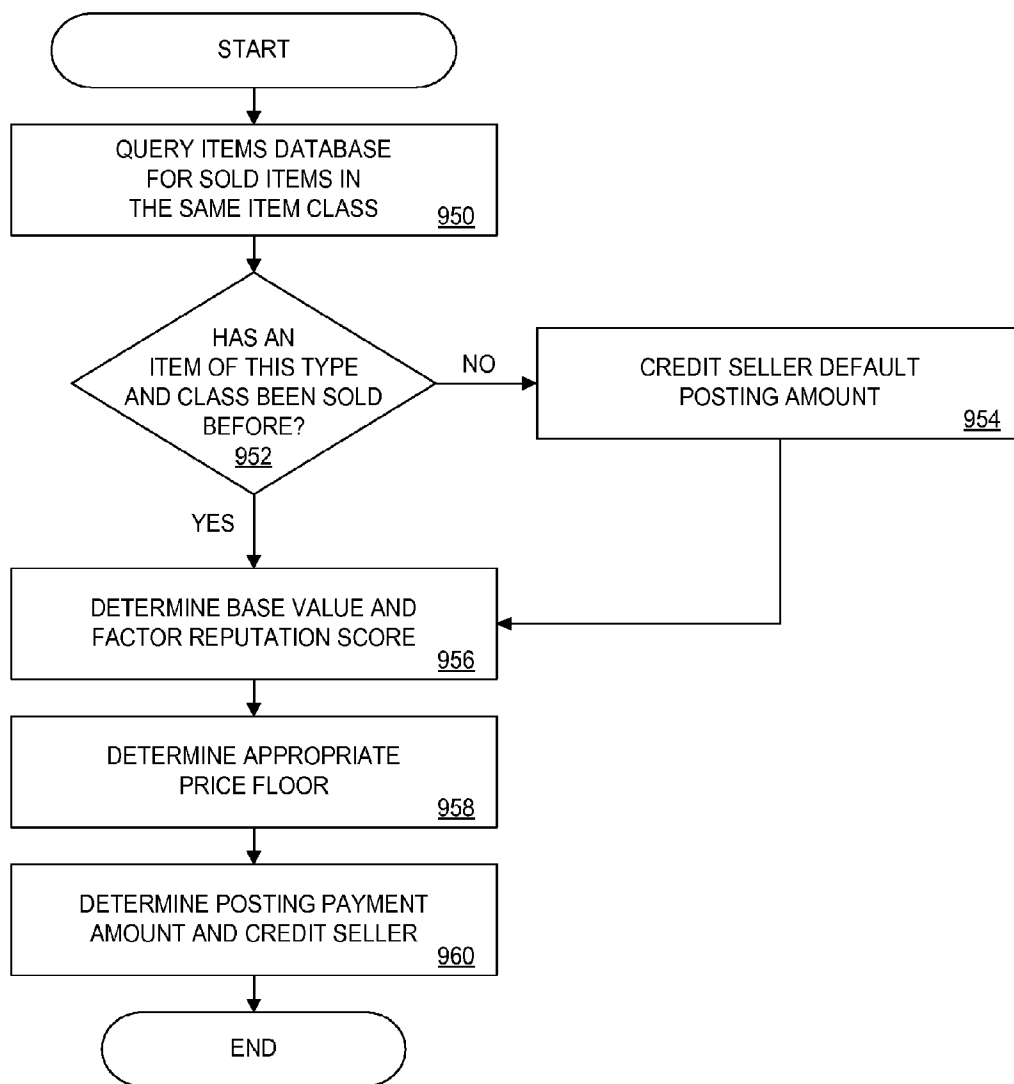 START
QUERY ITEMS DATABASE
FOR SOLD ITEMS IN
THE SAME ITEM CLASS
950
HAS AN
ITEM OF THIS TYPE
AND CLASS BEEN SOLD
BEFORE?
952
NO
CREDIT SELLER DEFAULT
POSTING AMOUNT
954
YES
DETERMINE BASE VALUE AND
FACTOR REPUTATION SCORE
956
DETERMINE APPROPRIATE
PRICE FLOOR
958
DETERMINE POSTING PAYMENT
AMOUNT AND CREDIT SELLER
960
END